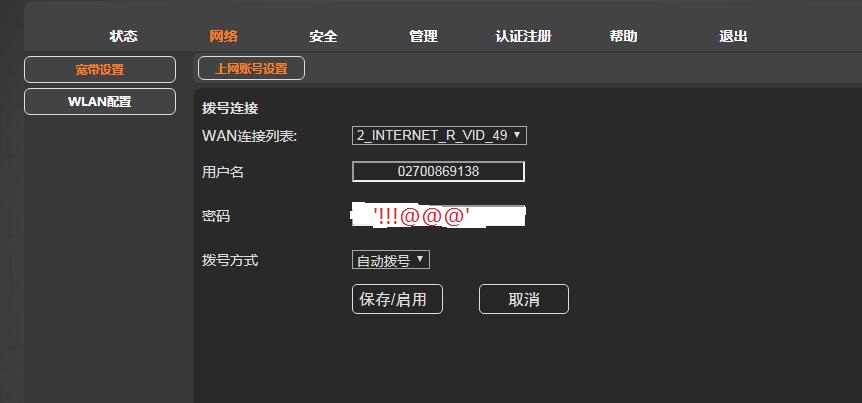 状态 网络 安全 管理 认证注册 帮助 退出
宽带设置 上网账号设置
WLAN配置
拨号连接
WAN连接列表: 2_INTERNET_R_VID_49
用户名 02700869138
密码 '!!!@@@'
拨号方式 自动拨号
保存/启用 取消